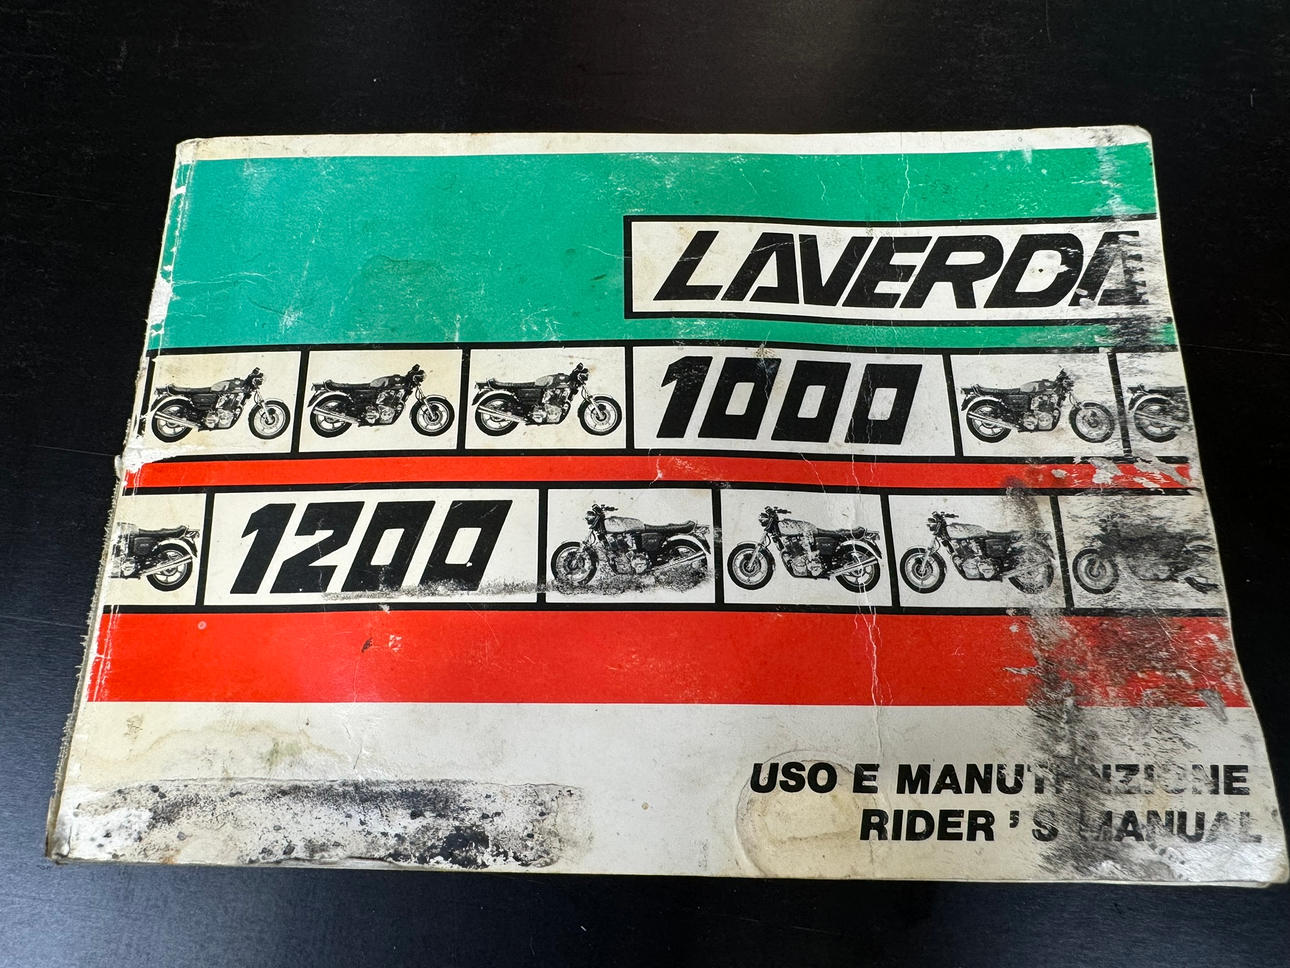 LAVERDA
1000
1200
USO E MANUTENZIONE
RIDER'S MANUAL